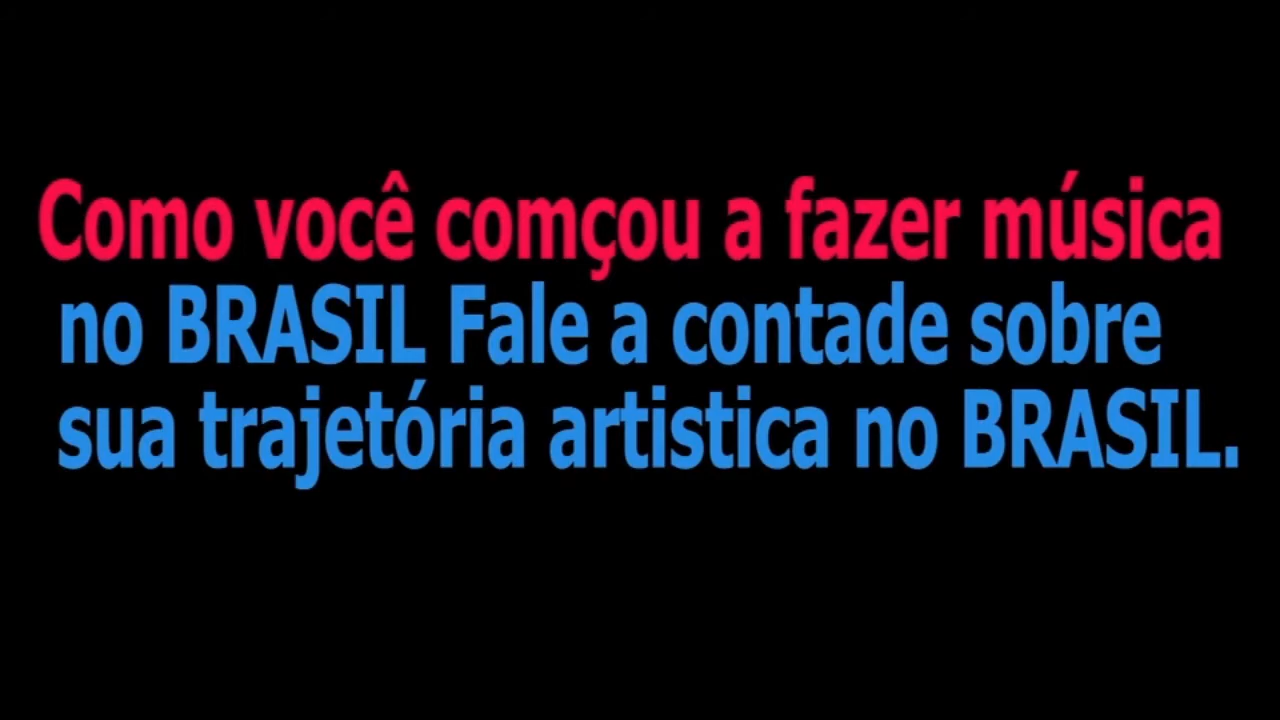 Como você comçou a fazer música
no BRASIL Fale a contade sobre
sua trajetória artistica no BRASIL.